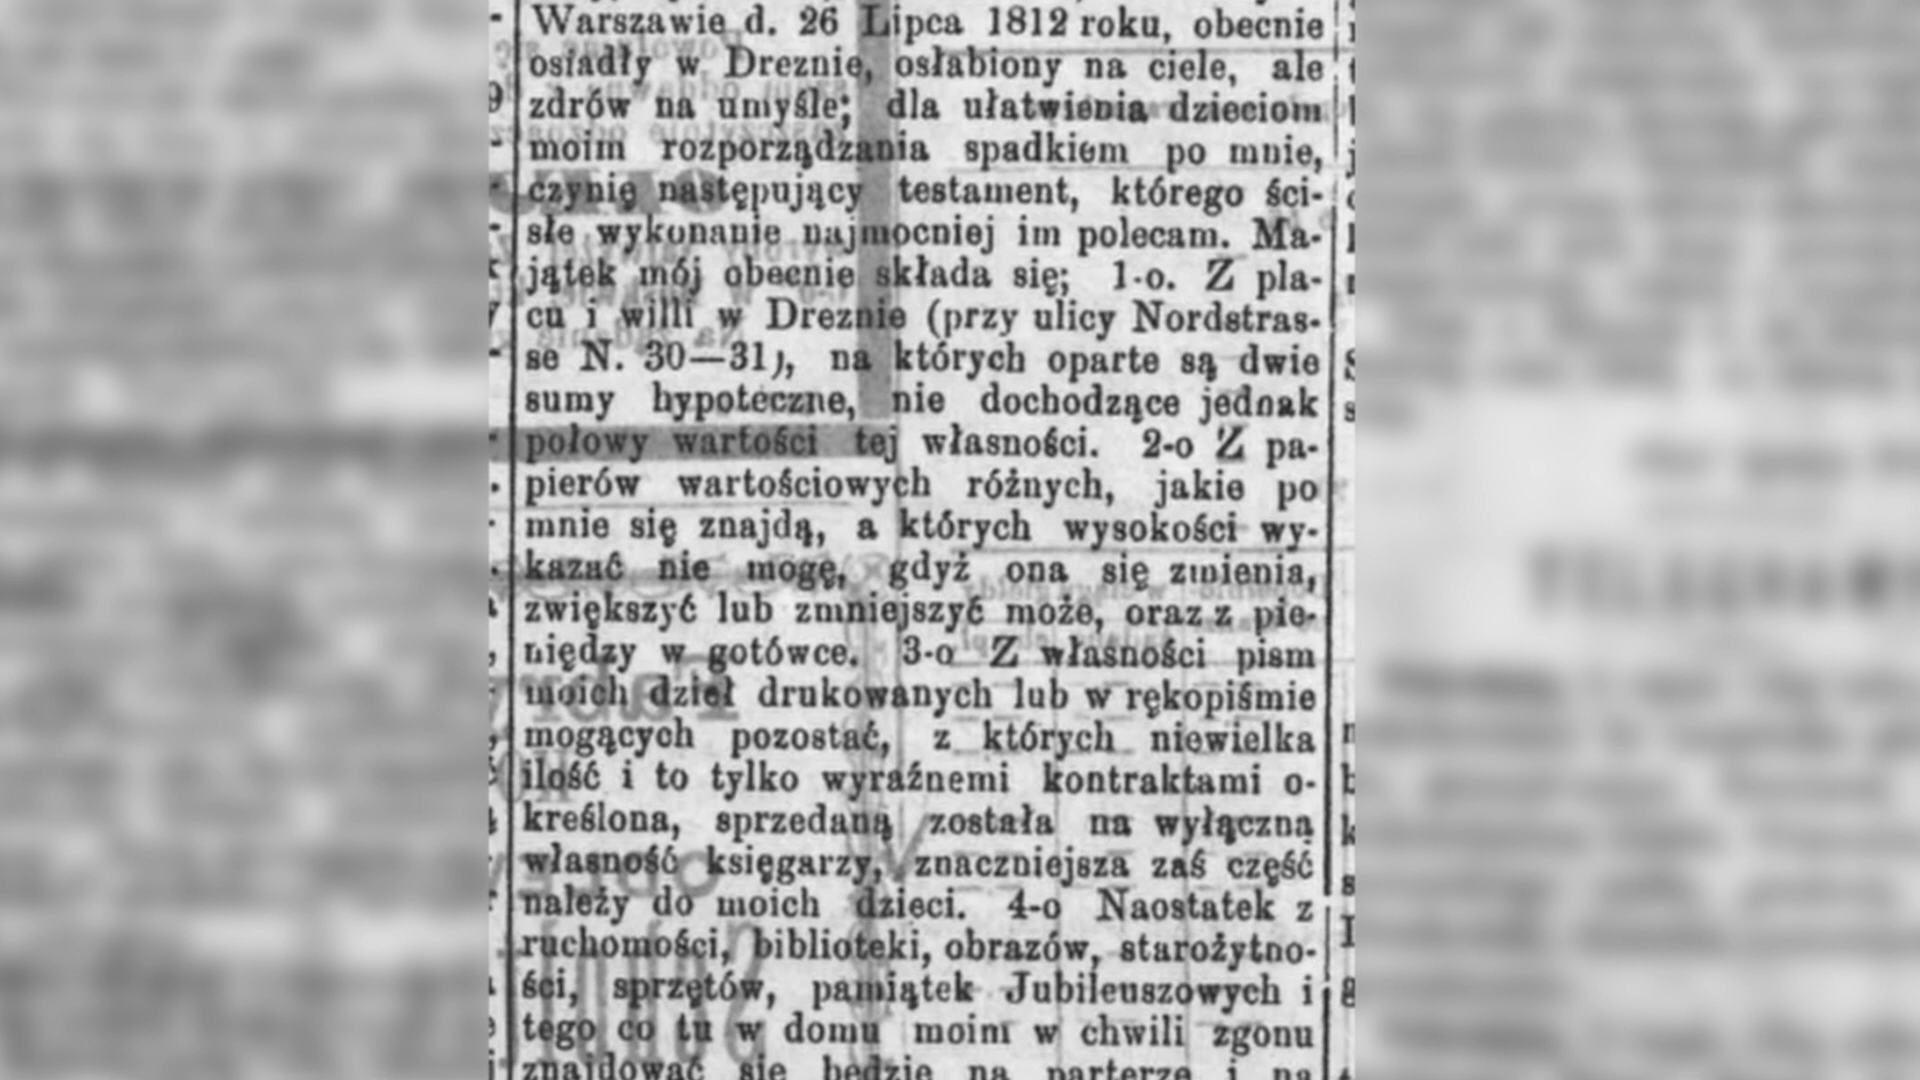 Warszawie d. 26 Lipca 1812 roku, obecnie
osiadły w Dreznie, osłabiony na ciele, ale
zdrów na umyśle; dla ułatwienia dzieciom
moim rozporządzania spadkiem po mnie,
czynię następujący testament, którego ści-
słe wykonanie najmocniej im polecam. Ma-
jątek mój obecnie składa się; 1-o. Z pla-
cu i willi w Dreznie (przy ulicy Nordstras-
se N. 30—31), na których oparte są dwie
sumy hypoteczne, nie dochodzące jednak
połowy wartości tej własności. 2-o Z pa-
pierów wartościowych różnych, jakie po
mnie się znajdą, a których wysokości wy-
kazać nie mogę, gdyż ona się zmienia,
zwiększyć lub zmniejszyć może, oraz z pie-
niędzy w gotówce. 3-o Z własności pism
moich dzieł drukowanych lub w rękopiśmie
mogących pozostać, z których niewielka
ilość i to tylko wyraźnemi kontraktami o-
kreślona, sprzedaną została na wyłączną
własność księgarzy, znaczniejsza zaś część
należy do moich dzieci. 4-o Naostatek z
ruchomości, biblioteki, obrazów, starożytno-
ści, sprzętów, pamiątek Jubileuszowych i
tego co tu w domu moim w chwili zgonu
znajdować się będzie na parterze i na